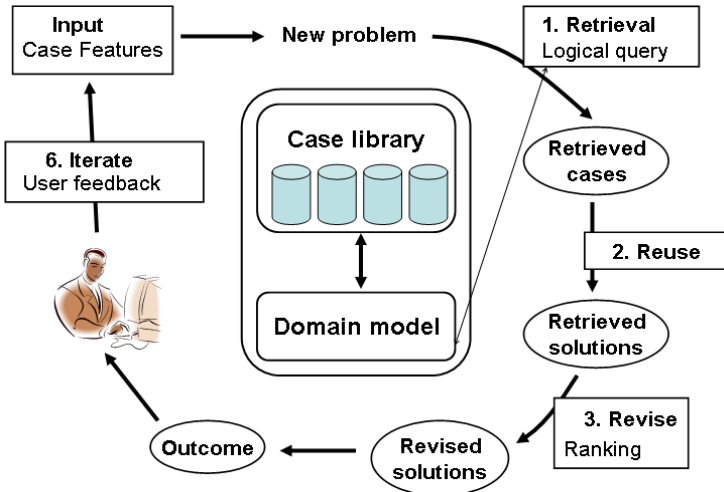 Input
Case Features
New problem
1. Retrieval
Logical query
Case library
Retrieved
cases
6. Iterate
User feedback
2. Reuse
Domain model
Retrieved
solutions
3. Revise
Ranking
Outcome
Revised
solutions